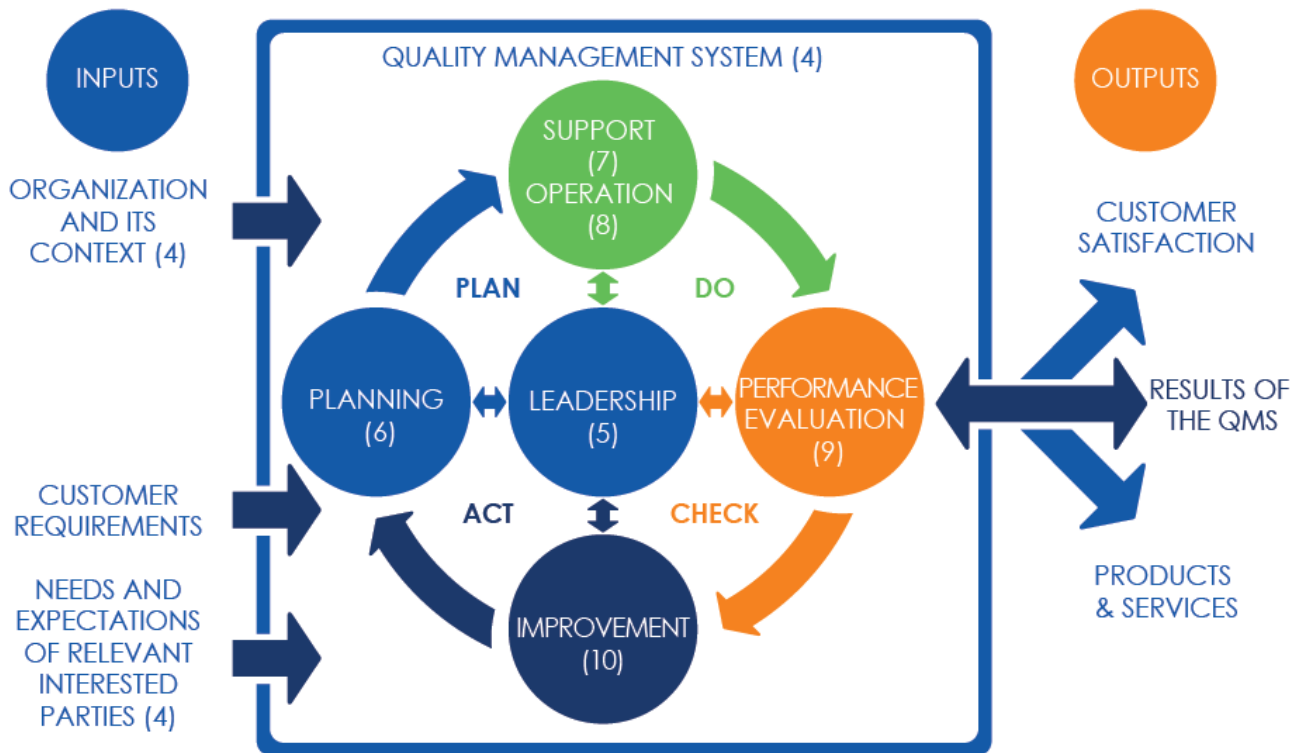 INPUTS
ORGANIZATION
AND ITS
CONTEXT (4)
CUSTOMER
REQUIREMENTS
NEEDS AND
EXPECTATIONS
OF RELEVANT
INTERESTED
PARTIES (4)
QUALITY MANAGEMENT SYSTEM (4)
SUPPORT
(7)
OPERATION
(8)
PLAN
DO
PLANNING
(6)
LEADERSHIP
(5)
PERFORMANCE
EVALUATION
(9)
ACT
CHECK
IMPROVEMENT
(10)
OUTPUTS
CUSTOMER
SATISFACTION
RESULTS OF
THE QMS
PRODUCTS
& SERVICES